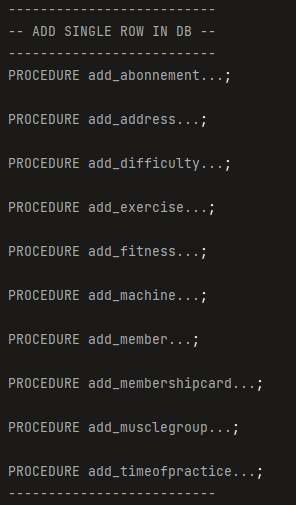 --------------------------
-- ADD SINGLE ROW IN DB --
--------------------------
PROCEDURE add_abonnement...;
PROCEDURE add_address...;
PROCEDURE add_difficulty...;
PROCEDURE add_exercise...;
PROCEDURE add_fitness...;
PROCEDURE add_machine...;
PROCEDURE add_member...;
PROCEDURE add_membershipcard...;
PROCEDURE add_musclegroup...;
PROCEDURE add_timeofpractice...;
--------------------------